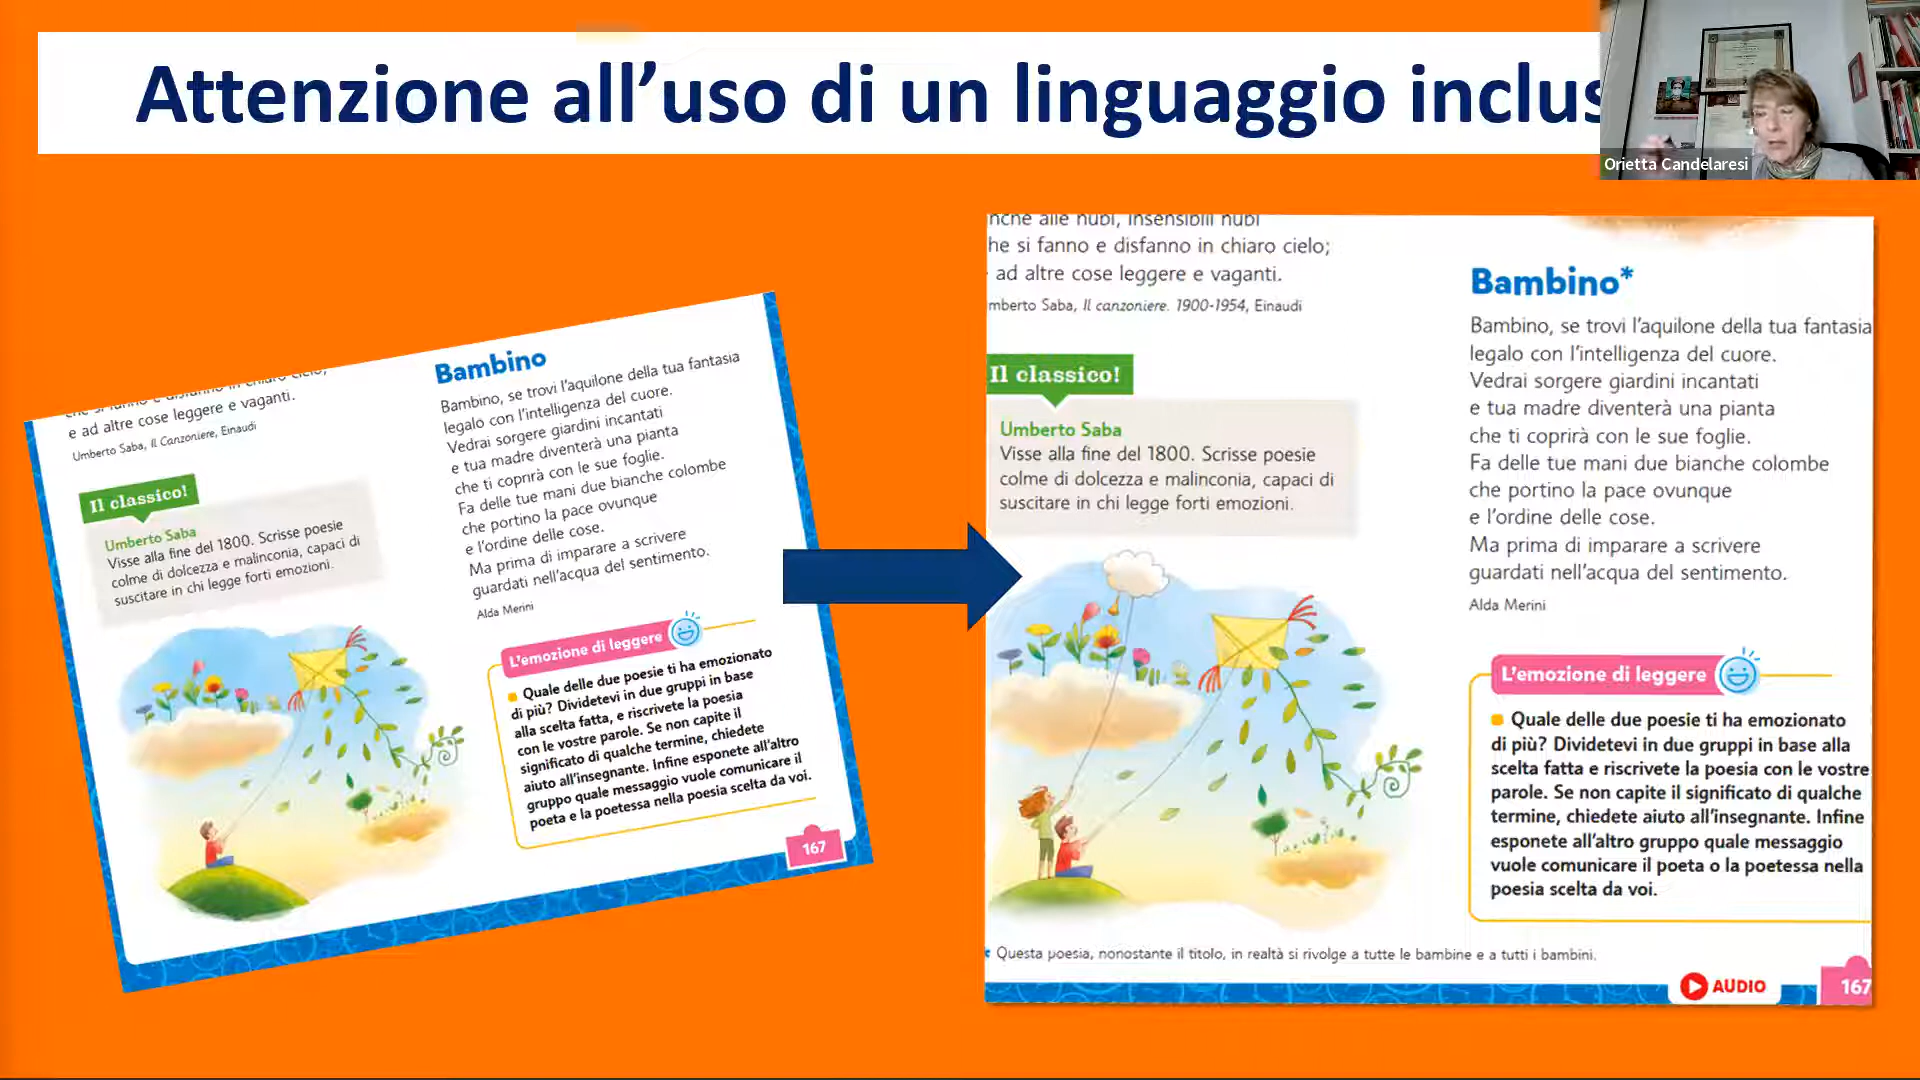 Attenzione all'uso di un linguaggio inclus
Orietta Candelaresi
e ad altre cose leggere e vaganti.
Umberto Saba, Il Canzoniere, Einaudi
Il classico!
Umberto Saba
Visse alla fine del 1800. Scrisse poesie
colme di dolcezza e malinconia, capaci di
suscitare in chi legge forti emozioni.
Bambino
Bambino, se trovi l'aquilone della tua fantasia
legalo con l'intelligenza del cuore.
Vedrai sorgere giardini incantati
e tua madre diventerà una pianta
che ti coprirà con le sue foglie.
Fa delle tue mani due bianche colombe
che portino la pace ovunque
e l'ordine delle cose.
Ma prima di imparare a scrivere
guardati nell'acqua del sentimento.
Alda Merini
L'emozione di leggere
Quale delle due poesie ti ha emozionato
di più? Dividetevi in due gruppi in base
alla scelta fatta, e riscrivete la poesia
con le vostre parole. Se non capite il
significato di qualche termine, chiedete
aiuto all'insegnante. Infine esponete all'altro
gruppo quale messaggio vuole comunicare il
poeta e la poetessa nella poesia scelta da voi.
167
nche alle nubi, insensibili nubi
he si fanno e disfanno in chiaro cielo;
ad altre cose leggere e vaganti.
mberto Saba, Il canzoniere. 1900-1954, Einaudi
Il classico!
Umberto Saba
Visse alla fine del 1800. Scrisse poesie
colme di dolcezza e malinconia, capaci di
suscitare in chi legge forti emozioni.
Bambino*
Bambino, se trovi l'aquilone della tua fantasia
legalo con l'intelligenza del cuore.
Vedrai sorgere giardini incantati
e tua madre diventerà una pianta
che ti coprirà con le sue foglie.
Fa delle tue mani due bianche colombe
che portino la pace ovunque
e l'ordine delle cose.
Ma prima di imparare a scrivere
guardati nell'acqua del sentimento.
Alda Merini
L'emozione di leggere
Quale delle due poesie ti ha emozionato
di più? Dividetevi in due gruppi in base alla
scelta fatta e riscrivete la poesia con le vostre
parole. Se non capite il significato di qualche
termine, chiedete aiuto all'insegnante. Infine
esponete all'altro gruppo quale messaggio
vuole comunicare il poeta o la poetessa nella
poesia scelta da voi.
* Questa poesia, nonostante il titolo, in realtà si rivolge a tutte le bambine e a tutti i bambini.
AUDIO
167